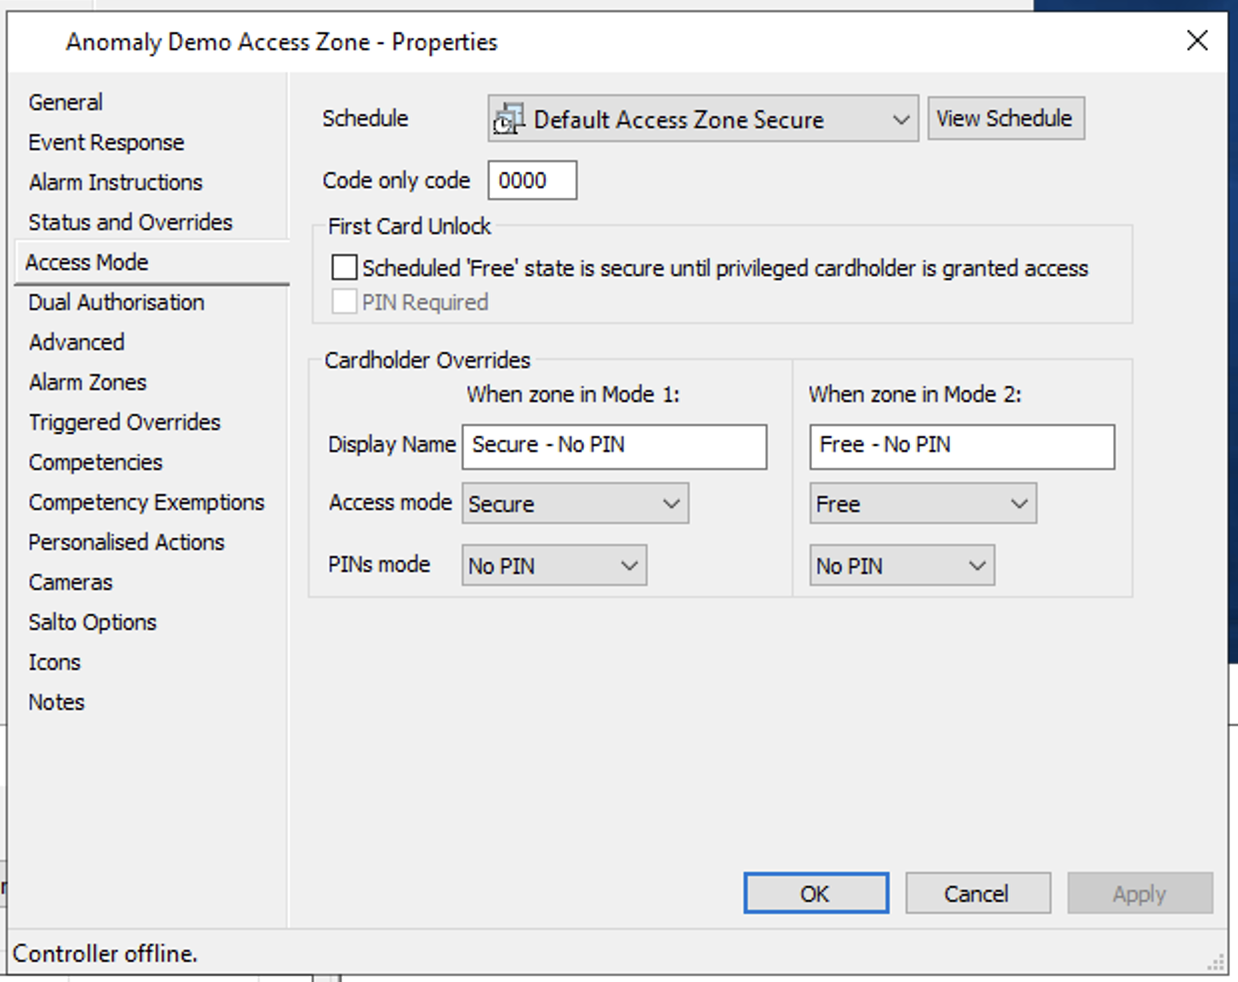 Anomaly Demo Access Zone - Properties
General
Event Response
Alarm Instructions
Status and Overrides
Access Mode
Dual Authorisation
Advanced
Alarm Zones
Triggered Overrides
Competencies
Competency Exemptions
Personalised Actions
Cameras
Salto Options
Icons
Notes
Schedule Default Access Zone Secure View Schedule
Code only code 0000
First Card Unlock
Scheduled 'Free' state is secure until privileged cardholder is granted access
PIN Required
Cardholder Overrides
When zone in Mode 1: When zone in Mode 2:
Display Name Secure - No PIN Free - No PIN
Access mode Secure Free
PINs mode No PIN No PIN
OK Cancel Apply
Controller offline.